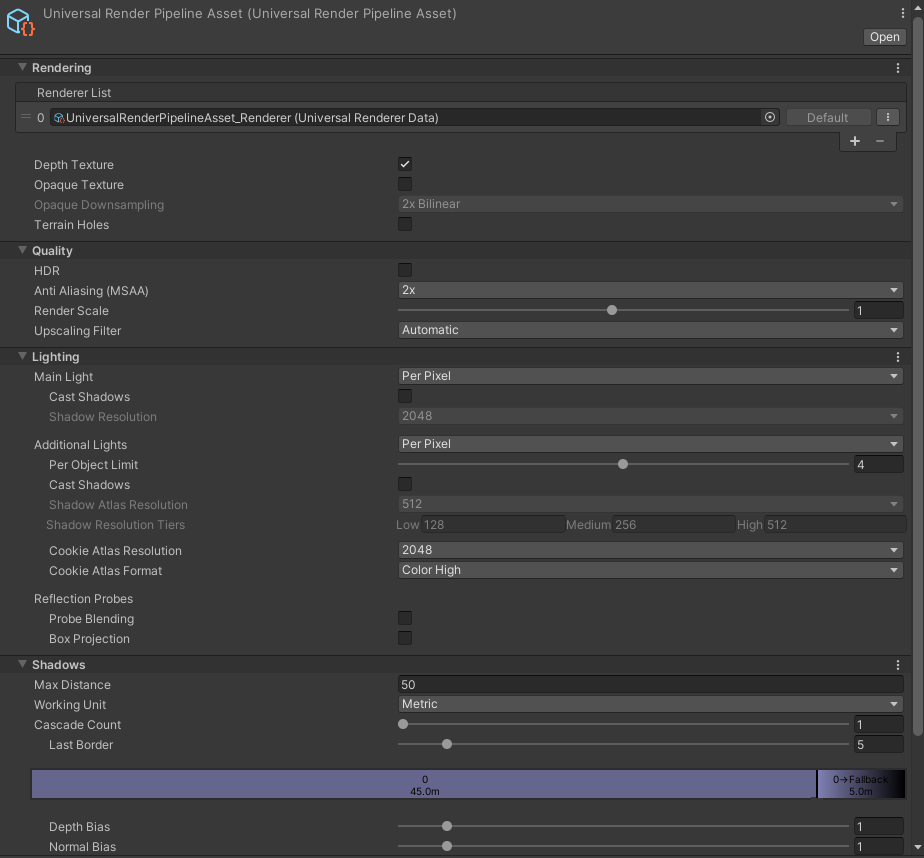 Universal Render Pipeline Asset (Universal Render Pipeline Asset)
Open
Rendering
Renderer List
0 UniversalRenderPipelineAsset_Renderer (Universal Renderer Data) Default
+ −
Depth Texture
Opaque Texture
Opaque Downsampling 2x Bilinear
Terrain Holes
Quality
HDR
Anti Aliasing (MSAA) 2x
Render Scale 1
Upscaling Filter Automatic
Lighting
Main Light Per Pixel
Cast Shadows
Shadow Resolution 2048
Additional Lights Per Pixel
Per Object Limit 4
Cast Shadows
Shadow Atlas Resolution 512
Shadow Resolution Tiers Low 128 Medium 256 High 512
Cookie Atlas Resolution 2048
Cookie Atlas Format Color High
Reflection Probes
Probe Blending
Box Projection
Shadows
Max Distance 50
Working Unit Metric
Cascade Count 1
Last Border 5
0 0→Fallback
45.0m 5.0m
Depth Bias 1
Normal Bias 1